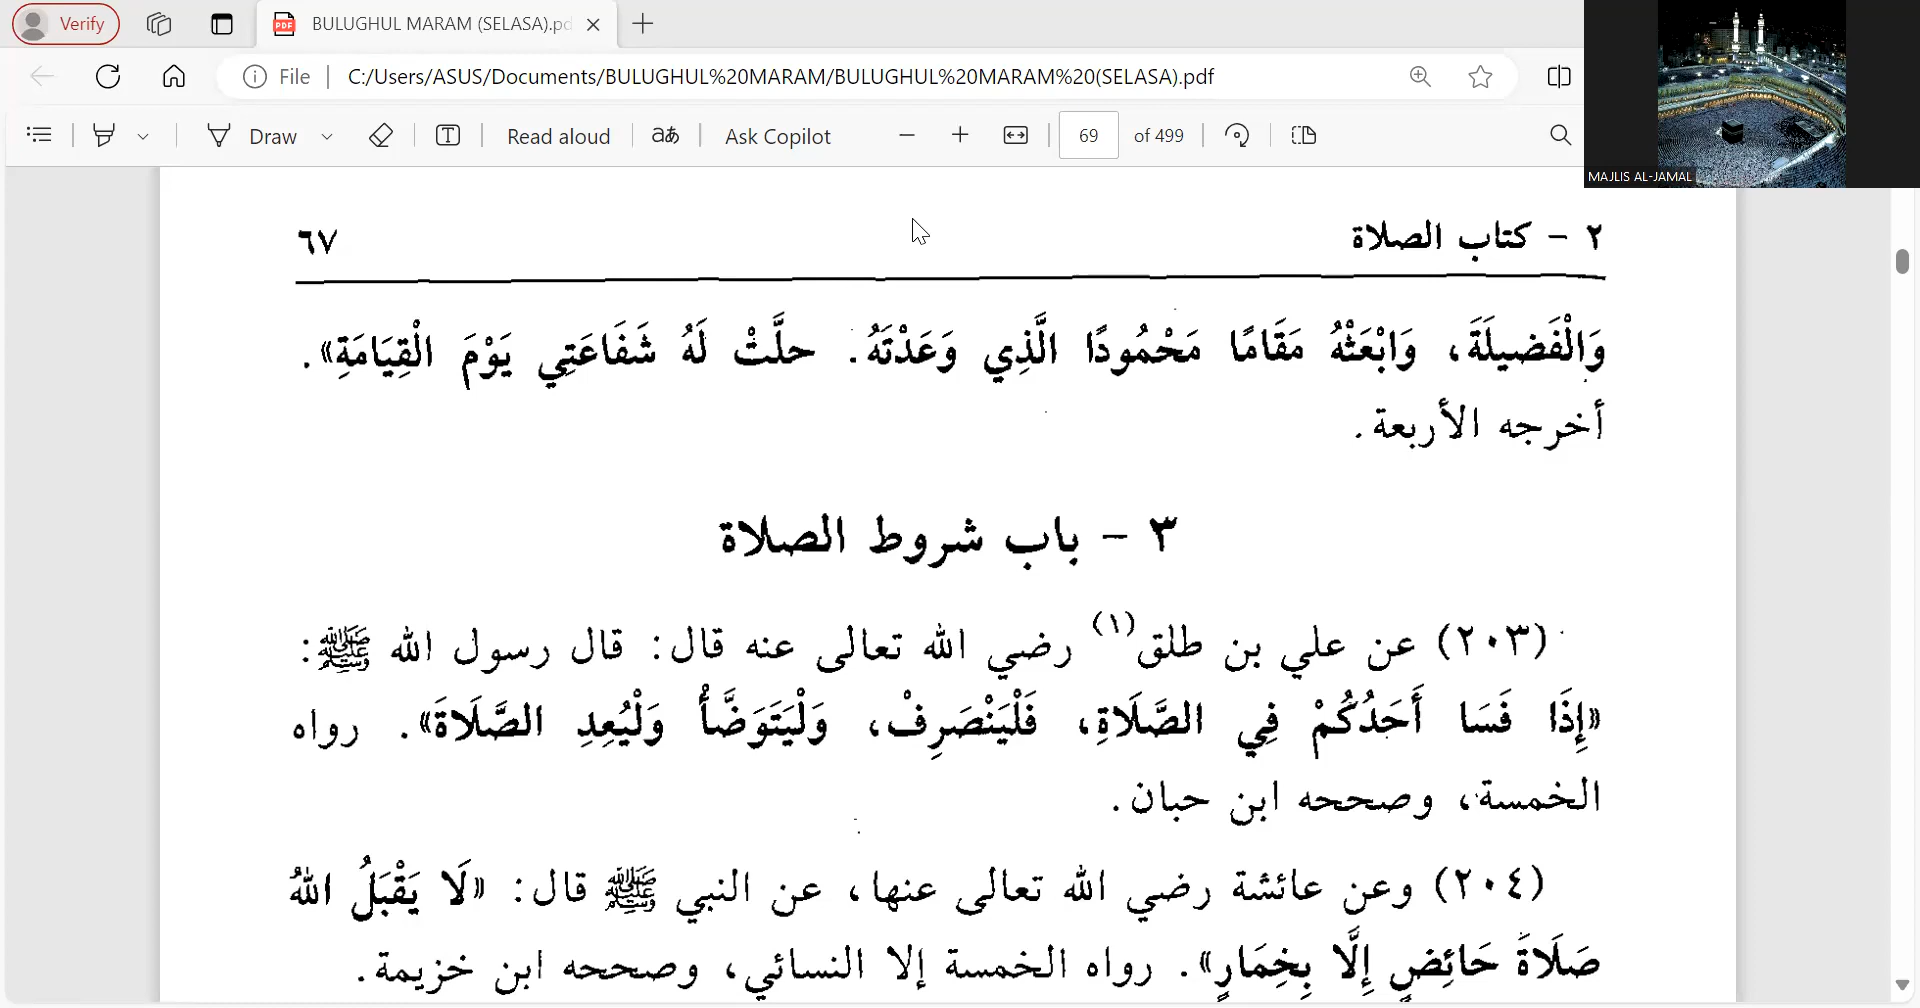 Verify
BULUGHUL MARAM (SELASA).pd
File
C:/Users/ASUS/Documents/BULUGHUL%20MARAM/BULUGHUL%20MARAM%20(SELASA).pdf
Draw
Read aloud
aあ
Ask Copilot
69 of 499
MAJLIS AL-JAMAL
٢ - كتاب الصلاة ٦٧
وَالْفَضيلَةَ، وَابْعَثْهُ مَقَامًا مَحْمُودًا الَّذِي وَعَدْتَهُ. حلَّتْ لَهُ شَفَاعَتِي يَوْمَ الْقِيَامَةِ».
أخرجه الأربعة.
٣ - باب شروط الصلاة
(٢٠٣) عن علي بن طلق(١) رضي الله تعالى عنه قال: قال رسول الله ﷺ:
«إِذَا فَسَا أَحَدُكُمْ فِي الصَّلَاةِ، فَلْيَنْصَرِفْ، وَلْيَتَوَضَّأْ وَلْيُعِدِ الصَّلَاةَ». رواه
الخمسة، وصححه ابن حبان.
(٢٠٤) وعن عائشة رضي الله تعالى عنها، عن النبي ﷺ قال: «لَا يَقْبَلُ اللهُ
صَلَاةَ حَائِضٍ إِلَّا بِخِمَارٍ». رواه الخمسة إلا النسائي، وصححه ابن خزيمة.